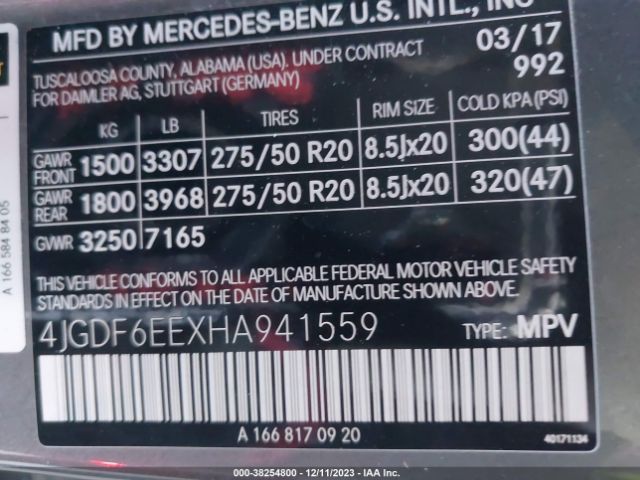 MFD BY MERCEDES-BENZ U.S. INTL., INC
TUSCALOOSA COUNTY, ALABAMA (USA). UNDER CONTRACT 03/17
FOR DAIMLER AG, STUTTGART (GERMANY) 992
KG LB TIRES RIM SIZE COLD KPA(PSI)
GAWR FRONT 1500 3307 275/50 R20 8.5Jx20 300(44)
GAWR REAR 1800 3968 275/50 R20 8.5Jx20 320(47)
GVWR 3250 7165
THIS VEHICLE CONFORMS TO ALL APPLICABLE FEDERAL MOTOR VEHICLE SAFETY
STANDARDS IN EFFECT ON THE DATE OF MANUFACTURE SHOWN ABOVE.
4JGDF6EEXHA941559 TYPE: MPV
A 166 817 09 20 40171134
A 166 584 84 05
000-38254800 - 12/11/2023 - IAA Inc.